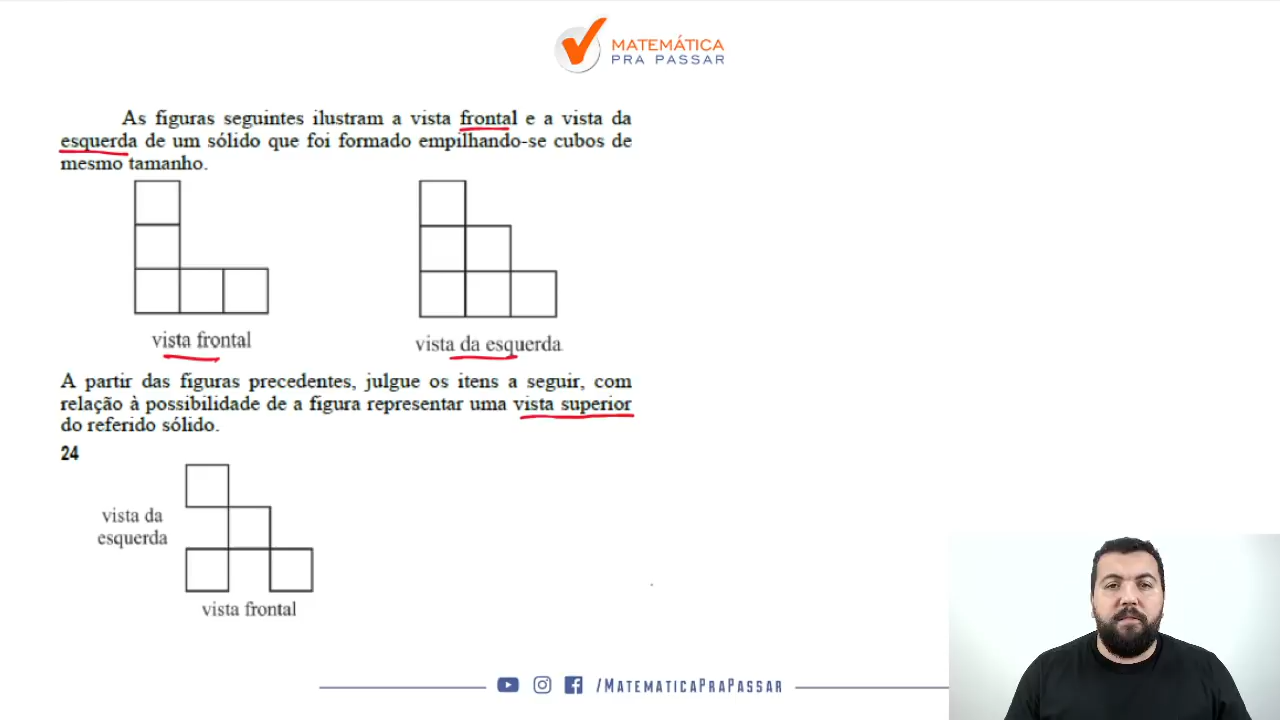 MATEMÁTICA
PRA PASSAR
As figuras seguintes ilustram a vista frontal e a vista da
esquerda de um sólido que foi formado empilhando-se cubos de
mesmo tamanho.
vista frontal
vista da esquerda
A partir das figuras precedentes, julgue os itens a seguir, com
relação à possibilidade de a figura representar uma vista superior
do referido sólido.
24
vista da
esquerda
vista frontal
/MATEMATICAPRAPASSAR